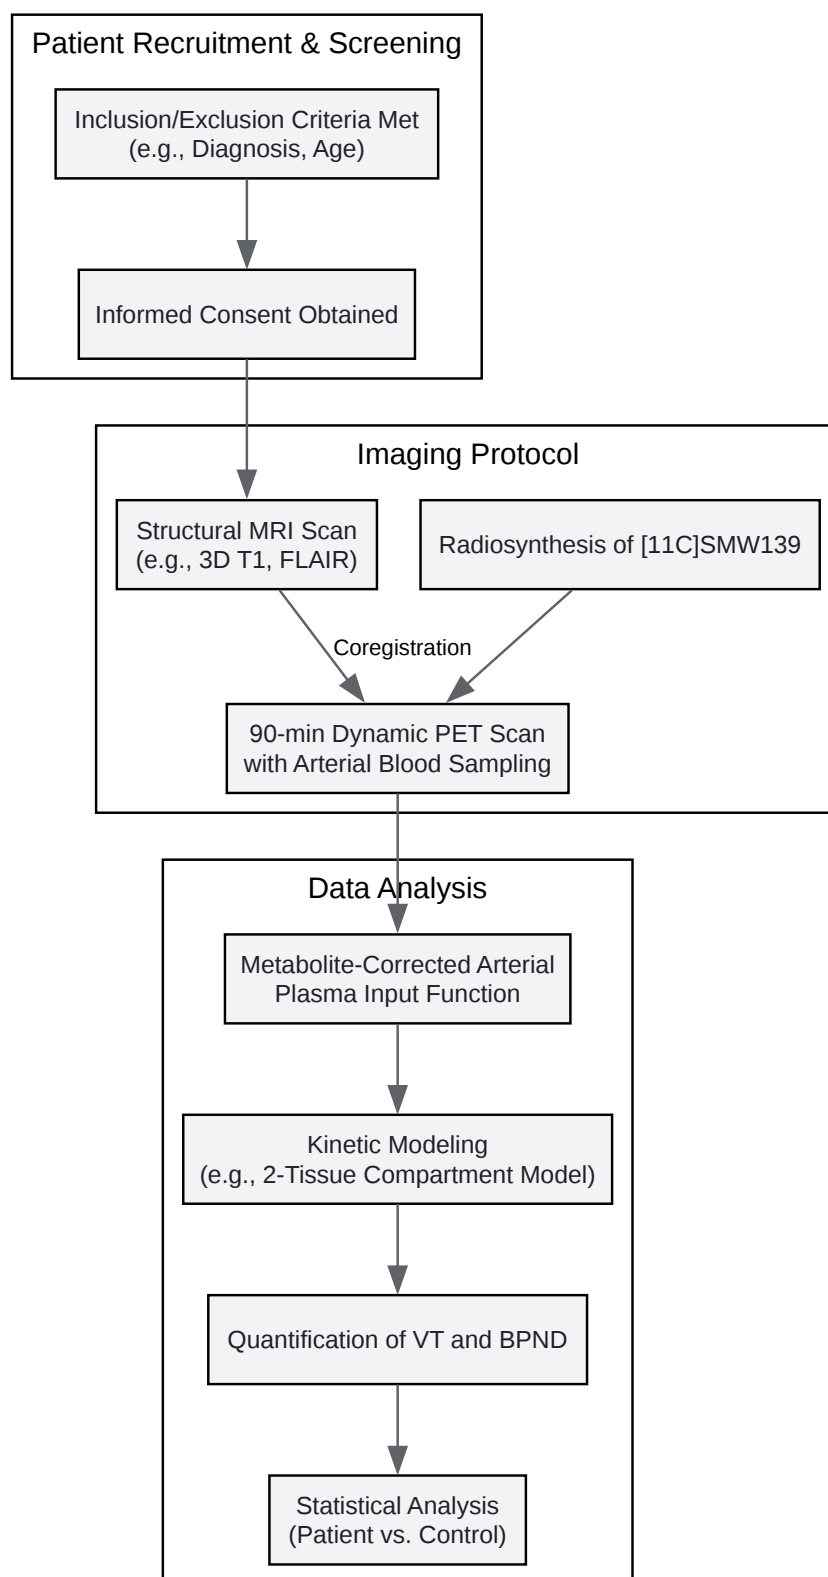 Patient Recruitment & Screening
Inclusion/Exclusion Criteria Met
(e.g., Diagnosis, Age)
Informed Consent Obtained
Imaging Protocol
Structural MRI Scan
(e.g., 3D T1, FLAIR)
Radiosynthesis of [11C]SMW139
Coregistration
90-min Dynamic PET Scan
with Arterial Blood Sampling
Data Analysis
Metabolite-Corrected Arterial
Plasma Input Function
Kinetic Modeling
(e.g., 2-Tissue Compartment Model)
Quantification of VT and BPND
Statistical Analysis
(Patient vs. Control)